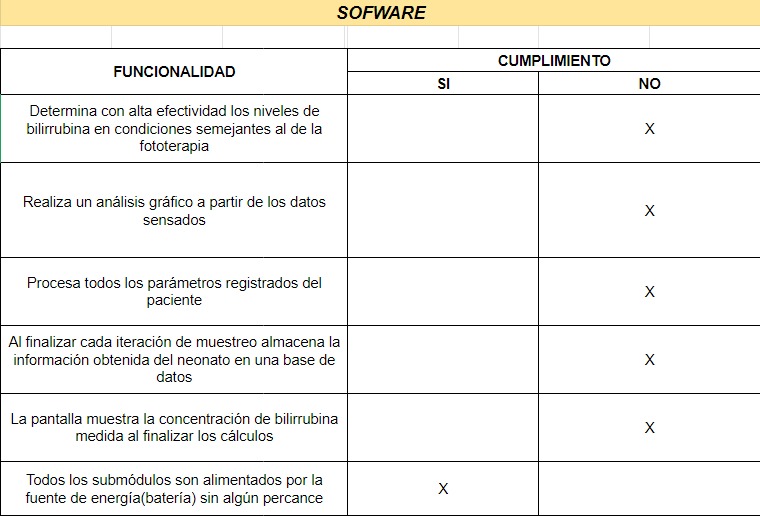 SOFWARE
FUNCIONALIDAD
CUMPLIMIENTO
SI
NO
Determina con alta efectividad los niveles de
bilirrubina en condiciones semejantes al de la
fototerapia
X
Realiza un análisis gráfico a partir de los datos
sensados
X
Procesa todos los parámetros registrados del
paciente
X
Al finalizar cada iteración de muestreo almacena la
información obtenida del neonato en una base de
datos
X
La pantalla muestra la concentración de bilirrubina
medida al finalizar los cálculos
X
Todos los submódulos son alimentados por la
fuente de energía(batería) sin algún percance
X